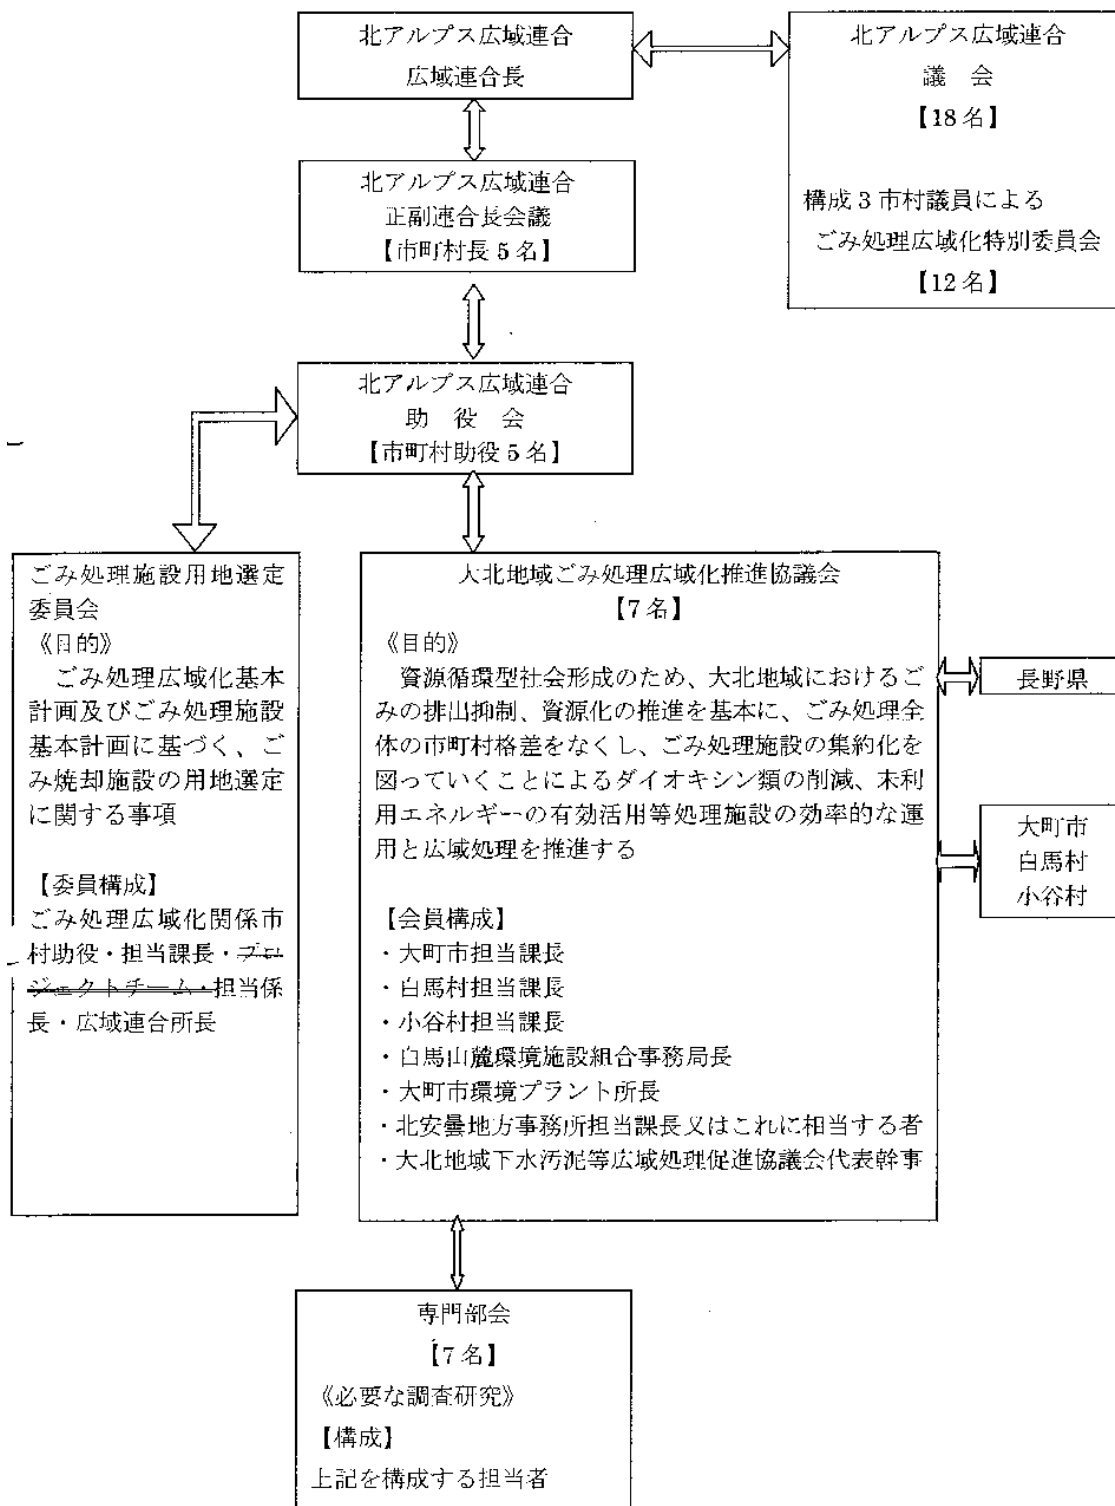 北アルプス広域連合
広域連合長
北アルプス広域連合
議　会
【18名】
構成3市村議員による
ごみ処理広域化特別委員会
【12名】
北アルプス広域連合
正副連合長会議
【市町村長5名】
北アルプス広域連合
助　役　会
【市町村助役5名】
ごみ処理施設用地選定
委員会
《目的》
　ごみ処理広域化基本
計画及びごみ処理施設
基本計画に基づく、ご
み焼却施設の用地選定
に関する事項
【委員構成】
ごみ処理広域化関係市
村助役・担当課長・プロ
ジェクトチーム・担当係
長・広域連合所長
大北地域ごみ処理広域化推進協議会
【7名】
《目的》
　資源循環型社会形成のため、大北地域におけるご
みの排出抑制、資源化の推進を基本に、ごみ処理全
体の市町村格差をなくし、ごみ処理施設の集約化を
図っていくことによるダイオキシン類の削減、未利
用エネルギーの有効活用等処理施設の効率的な運
用と広域処理を推進する
【会員構成】
・大町市担当課長
・白馬村担当課長
・小谷村担当課長
・白馬山麓環境施設組合事務局長
・大町市環境プラント所長
・北安曇地方事務所担当課長又はこれに相当する者
・大北地域下水汚泥等広域処理促進協議会代表幹事
長野県
大町市
白馬村
小谷村
専門部会
【7名】
《必要な調査研究》
【構成】
上記を構成する担当者